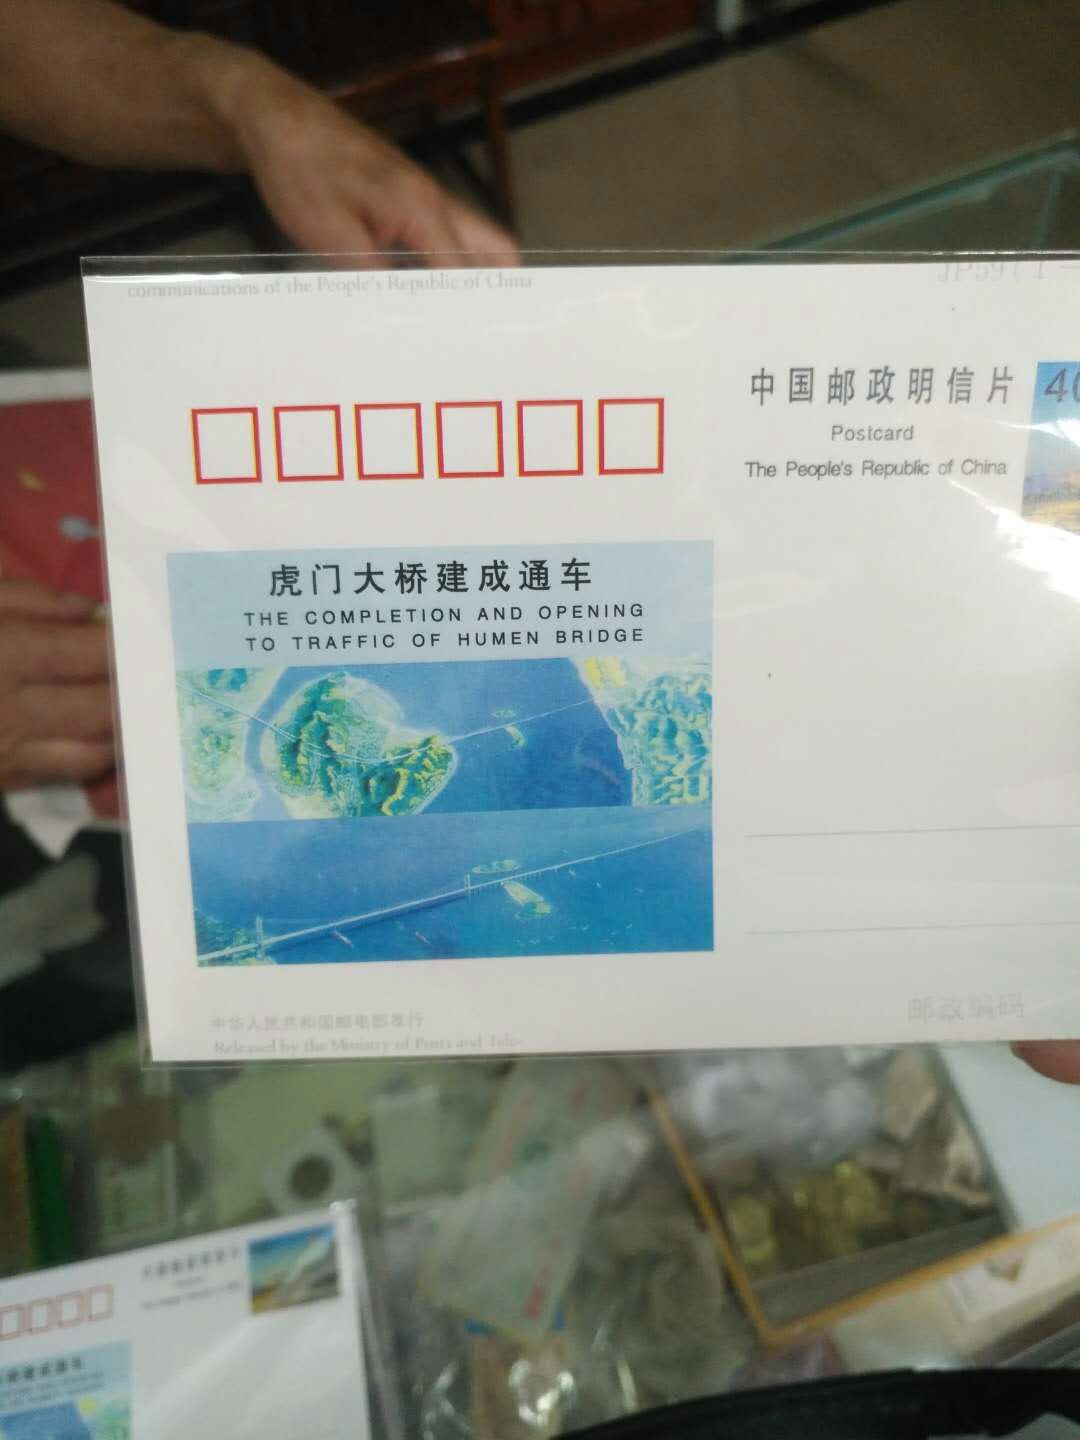 communications of the People's Republic of China
JP59(1—
中国邮政明信片
Postcard
The People's Republic of China
40
虎门大桥建成通车
THE COMPLETION AND OPENING
TO TRAFFIC OF HUMEN BRIDGE
邮政编码
中华人民共和国邮电部发行
Released by the Ministry of Posts and Tele-